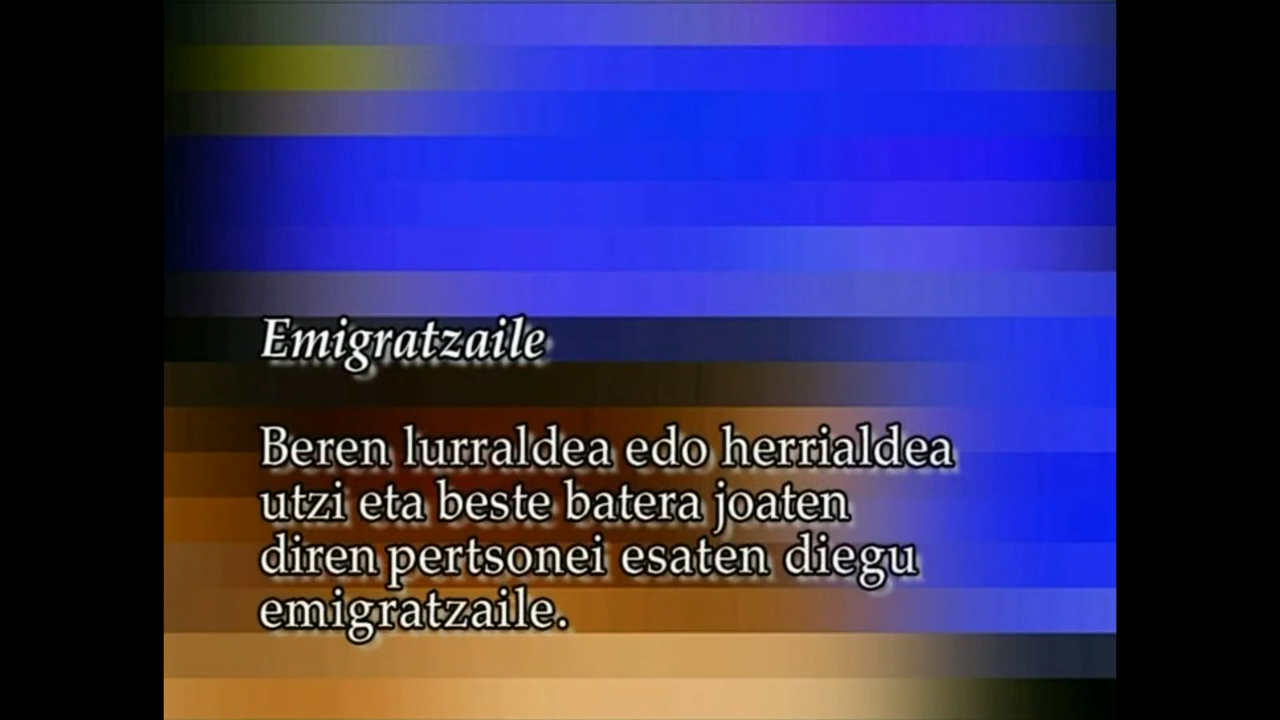 Emigratzaile
Beren lurraldea edo herrialdea
utzi eta beste batera joaten
diren pertsonei esaten diegu
emigratzaile.